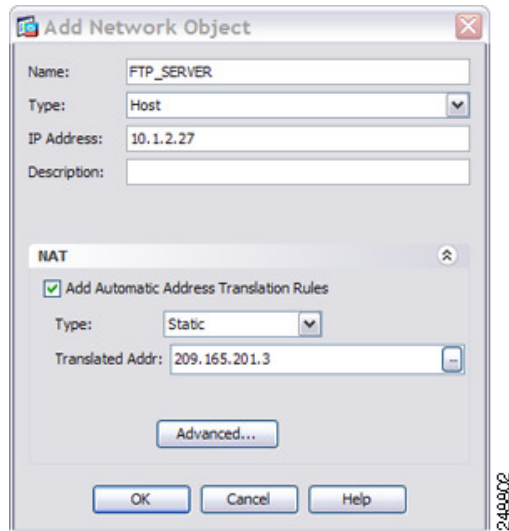 Add Network Object
Name: FTP_SERVER
Type: Host
IP Address: 10.1.2.27
Description:
NAT
Add Automatic Address Translation Rules
Type: Static
Translated Addr: 209.165.201.3
...
Advanced...
OK Cancel Help
248802